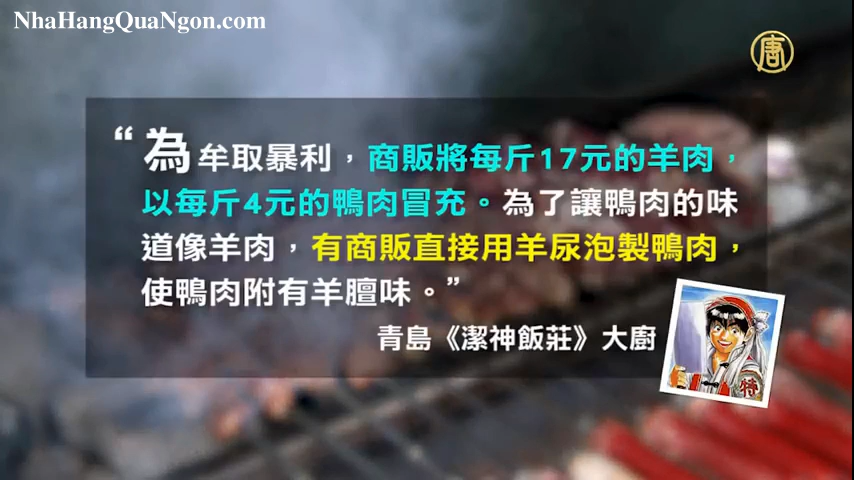 NhaHangQuaNgon.com
唐
“為牟取暴利，商販將每斤17元的羊肉，
以每斤4元的鴨肉冒充。為了讓鴨肉的味
道像羊肉，有商販直接用羊尿泡製鴨肉，
使鴨肉附有羊膻味。”
青島《潔神飯莊》大廚
特